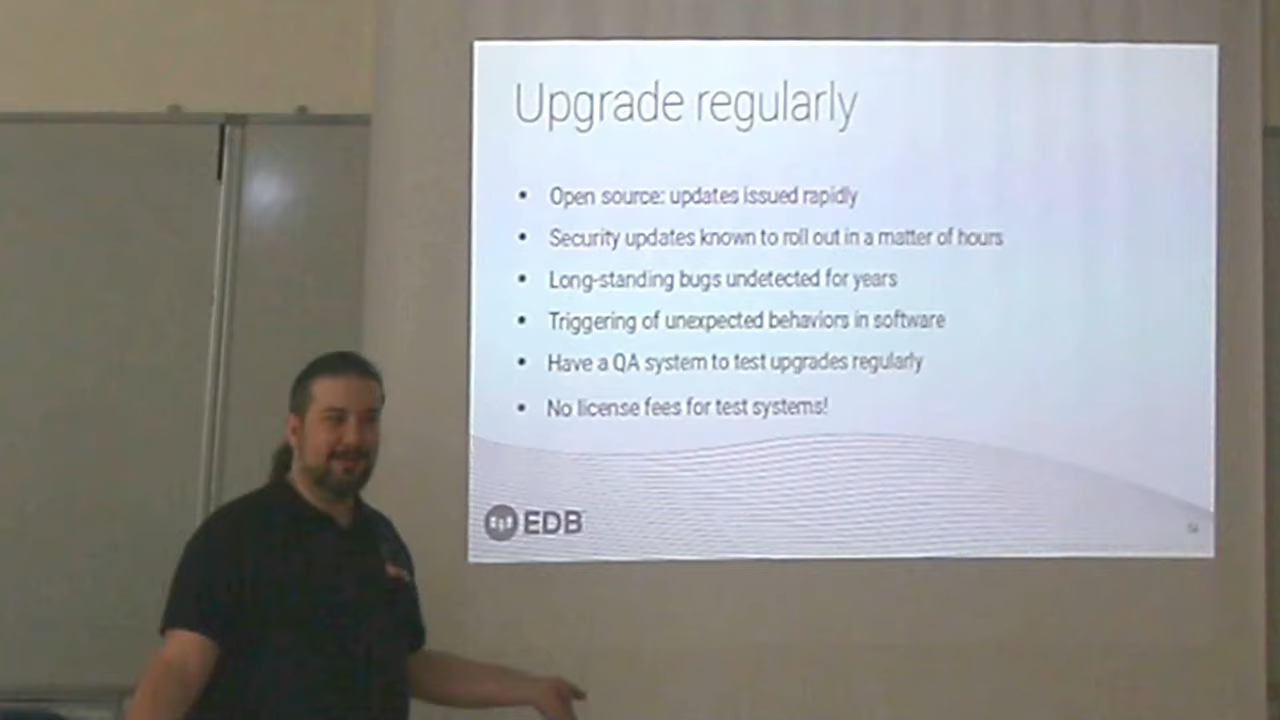 Upgrade regularly
• Open source: updates issued rapidly
• Security updates known to roll out in a matter of hours
• Long-standing bugs undetected for years
• Triggering of unexpected behaviors in software
• Have a QA system to test upgrades regularly
• No license fees for test systems!
EDB